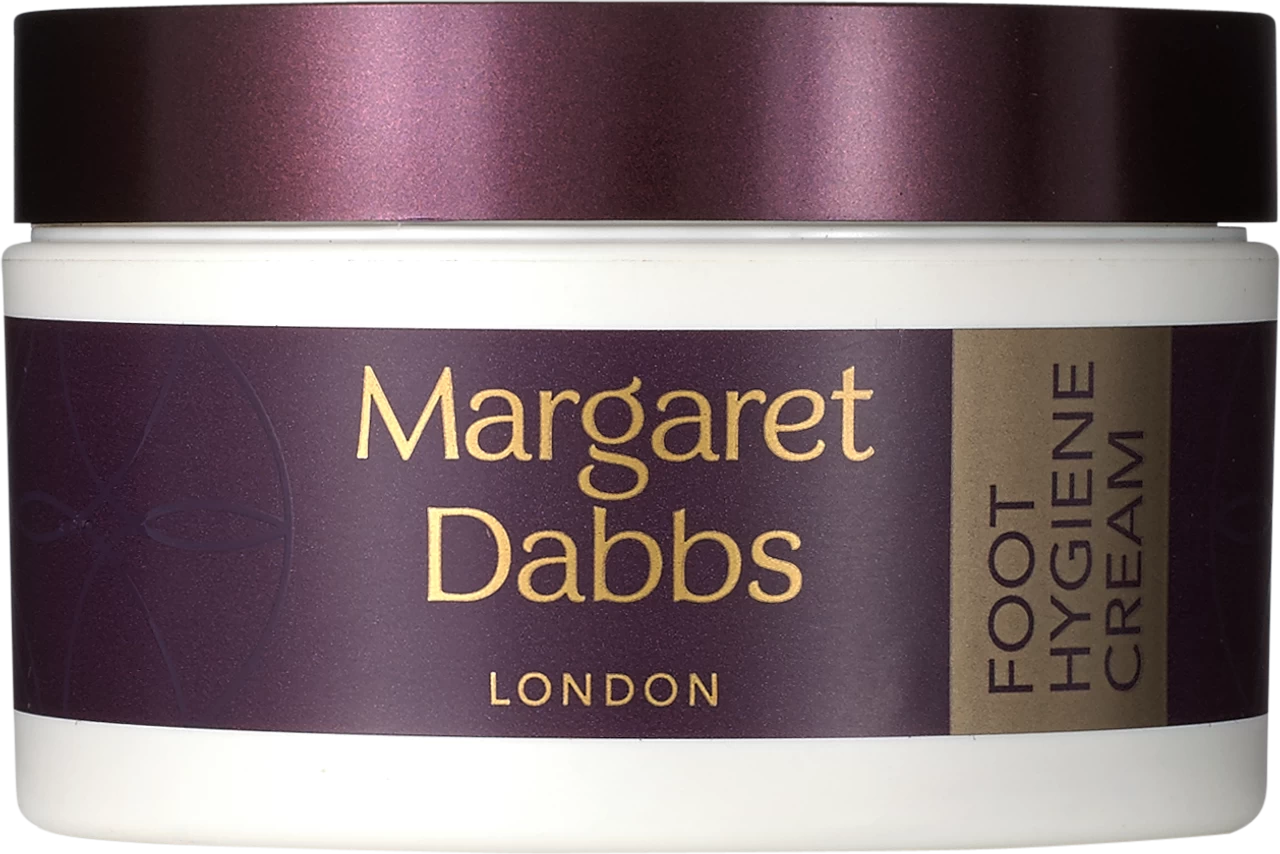 Margaret
Dabbs
LONDON
FOOT
HYGIENE
CREAM